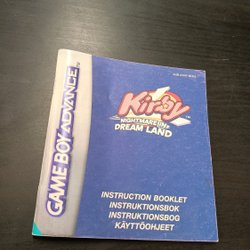 GAME BOY ADVANCE
Kirby
NIGHTMARE IN
DREAM LAND
INSTRUCTION BOOKLET
INSTRUKTIONSBOK
INSTRUKTIONSBOG
KÄYTTÖOHJEET